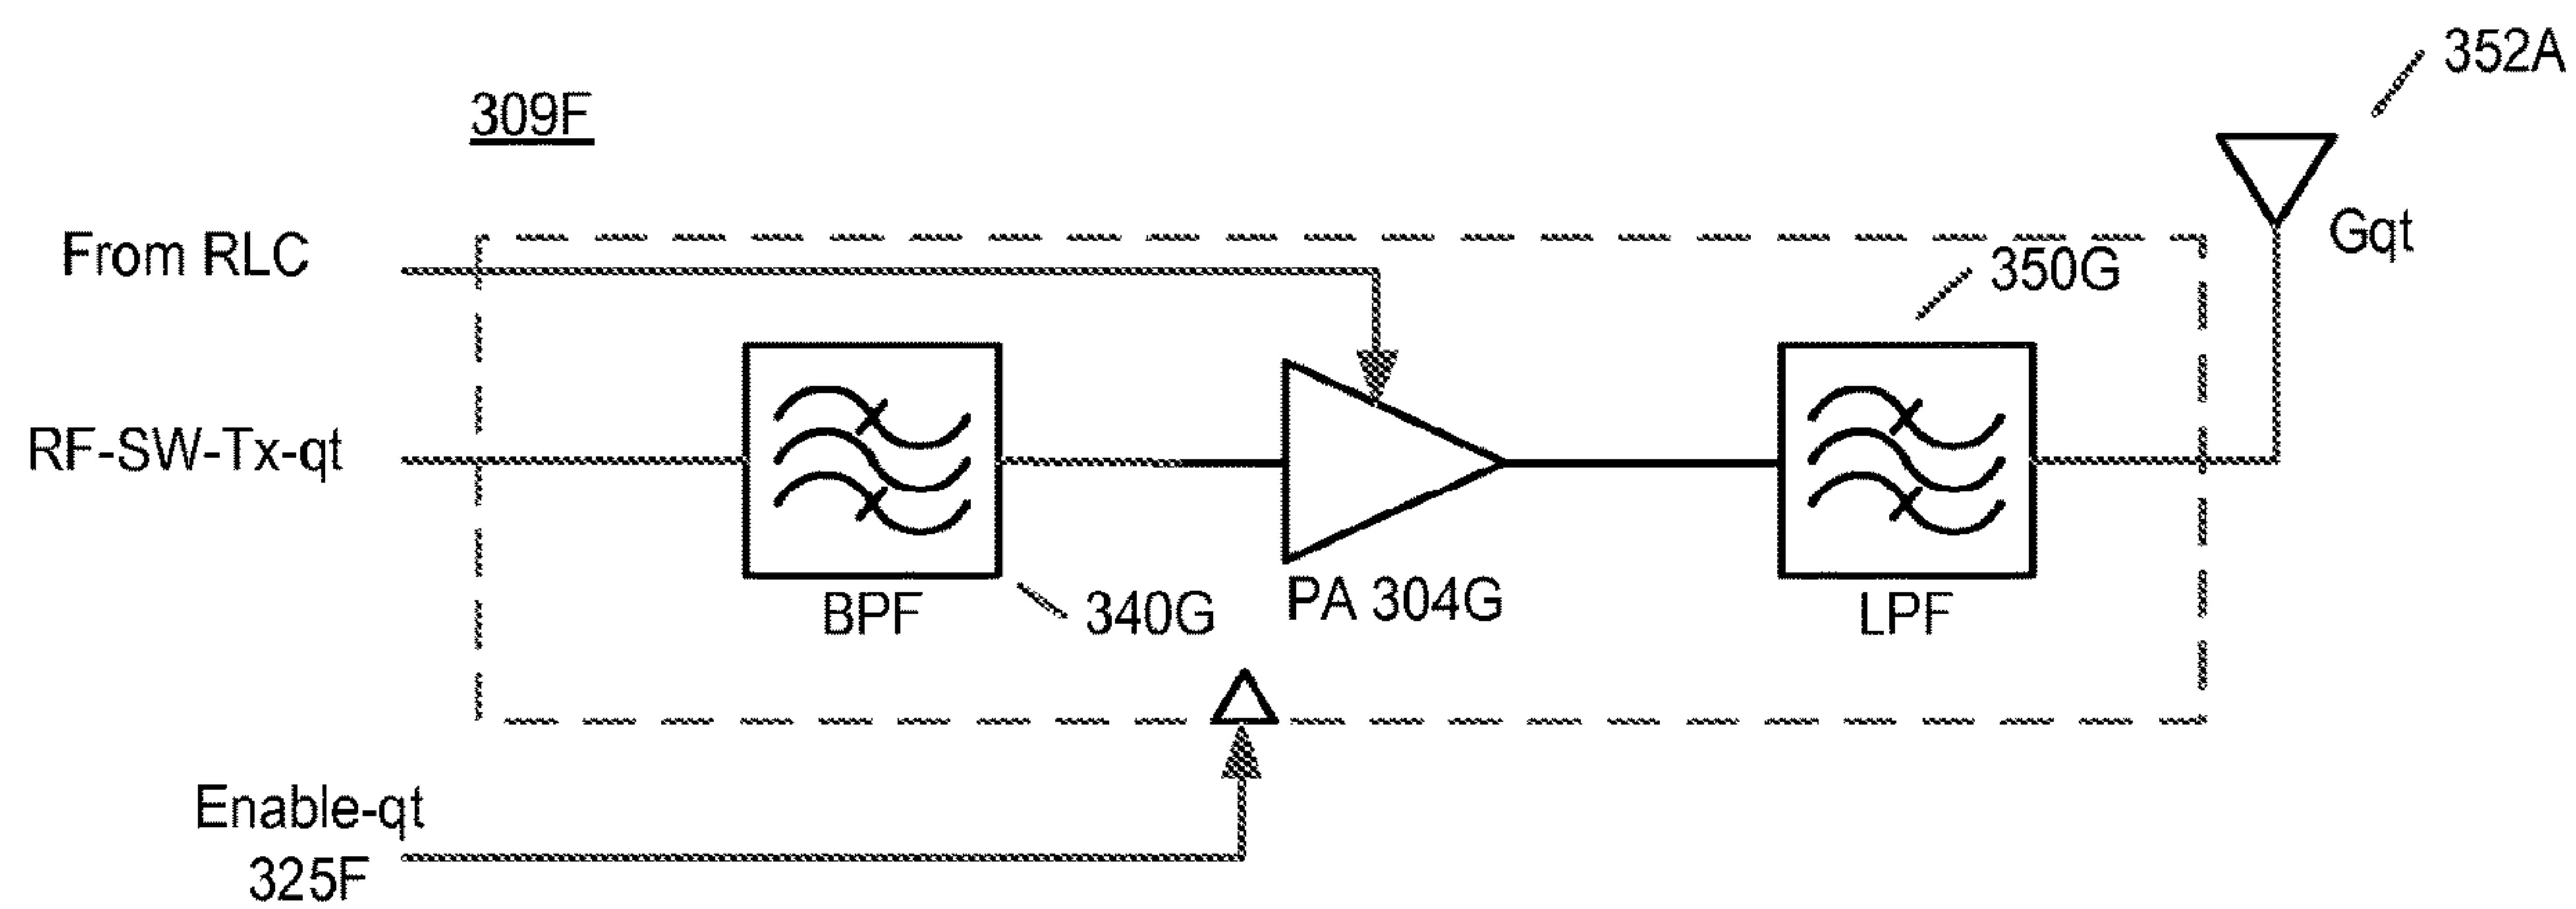 352A
309F
Gqt
From RLC
350G
RF-SW-Tx-qt
BPF
340G
PA 304G
LPF
Enable-qt
325F